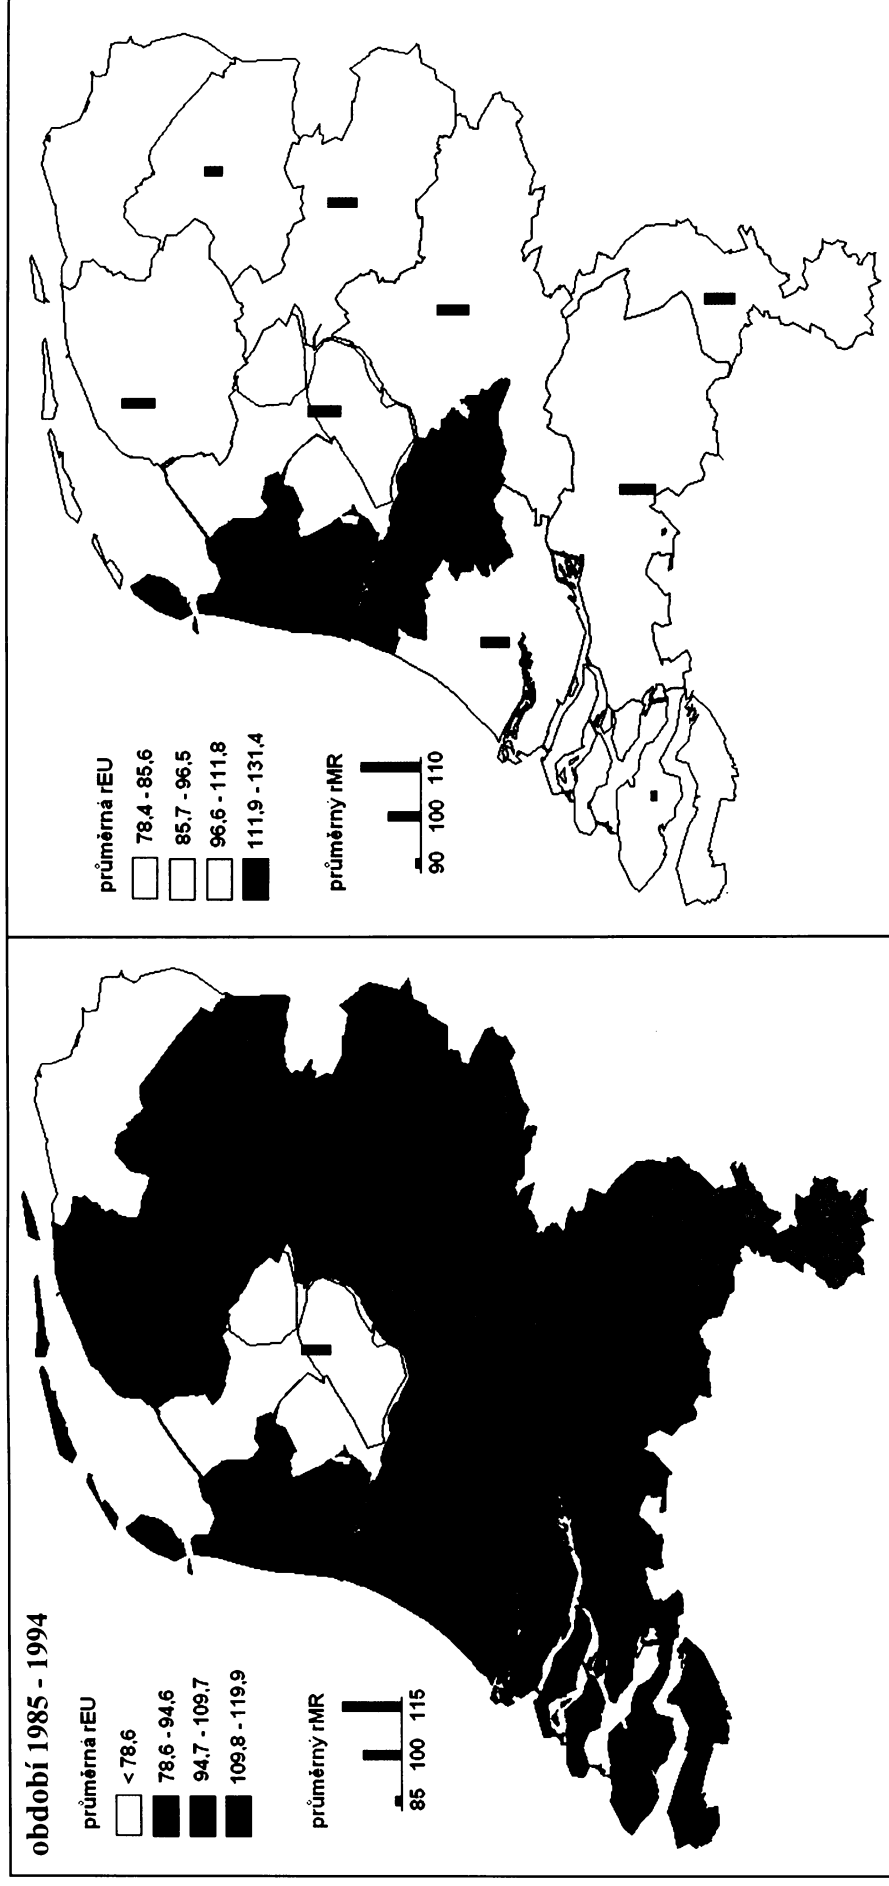 období 1985 - 1994
průměrná rEU
< 78,6
78,6 - 94,6
94,7 - 109,7
109,8 - 119,9
průměrný rMR
85 100 115
průměrná rEU
78,4 - 85,6
85,7 - 96,5
96,6 - 111,8
111,9 - 131,4
průměrný rMR
90 100 110